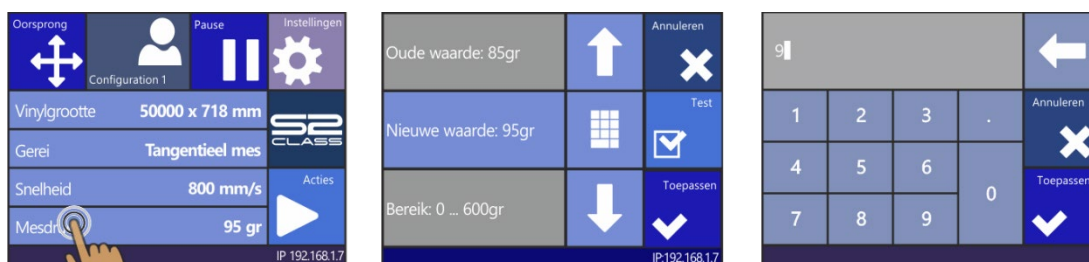 Oorsprong
Configuration 1
Pause
Instellingen
Vinylgrootte 50000 x 718 mm
S2 CLASS
Gerei Tangentieel mes
Snelheid 800 mm/s
Acties
95 gr
IP 192.168.1.7
Oude waarde: 85gr
Annuleren
Nieuwe waarde: 95gr
Test
Bereik: 0 ... 600gr
Toepassen
IP:192.168.1.7
9
1 2 3 .
Annuleren
4 5 6
0
Toepassen
7 8 9